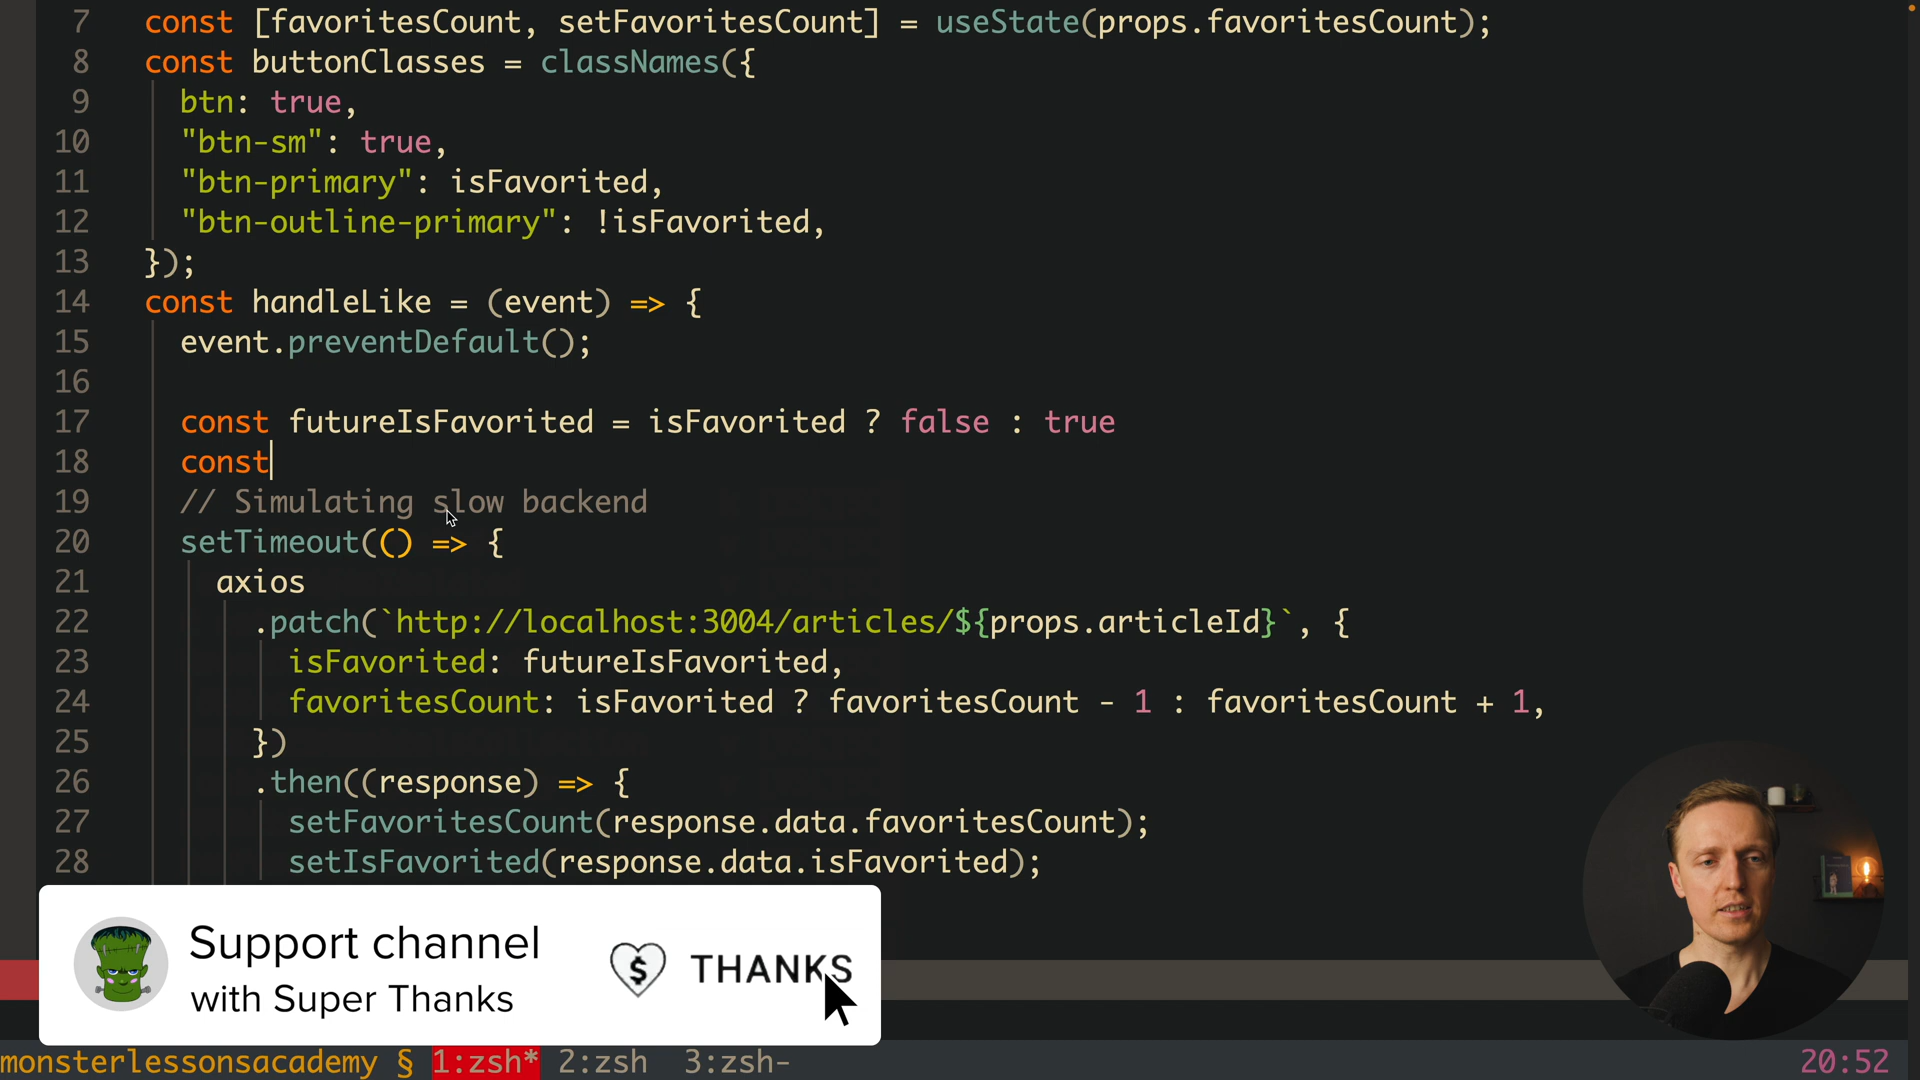 7 const [favoritesCount, setFavoritesCount] = useState(props.favoritesCount);
8 const buttonClasses = classNames({
9 btn: true,
10 "btn-sm": true,
11 "btn-primary": isFavorited,
12 "btn-outline-primary": !isFavorited,
13 });
14 const handleLike = (event) => {
15 event.preventDefault();
16
17 const futureIsFavorited = isFavorited ? false : true
18 const
19 // Simulating slow backend
20 setTimeout(() => {
21 axios
22 .patch(`http://localhost:3004/articles/${props.articleId}`, {
23 isFavorited: futureIsFavorited,
24 favoritesCount: isFavorited ? favoritesCount - 1 : favoritesCount + 1,
25 })
26 .then((response) => {
27 setFavoritesCount(response.data.favoritesCount);
28 setIsFavorited(response.data.isFavorited);
Support channel
with Super Thanks
$ THANKS
monsterlessonsacademy § 1:zsh* 2:zsh 3:zsh- 20:52